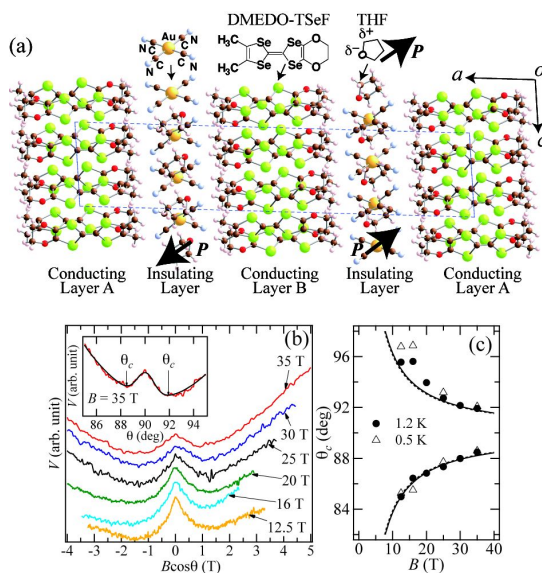 (a)
DMEDO-TSeF
THF
Au
N C C N
N C C N
H₃C Se Se O
H₃C Se Se O
δ+
δ-
P
a
o
c
P
P
Conducting Layer A
Insulating Layer
Conducting Layer B
Insulating Layer
Conducting Layer A
(b)
V (arb. unit)
V (arb. unit)
θc θc
B = 35 T
86 88 90 92 94
θ (deg)
35 T
30 T
25 T
20 T
16 T
12.5 T
-4 -3 -2 -1 0 1 2 3 4 5
Bcosθ (T)
(c)
θc (deg)
96
92
88
84
● 1.2 K
△ 0.5 K
0 10 20 30 40
B (T)